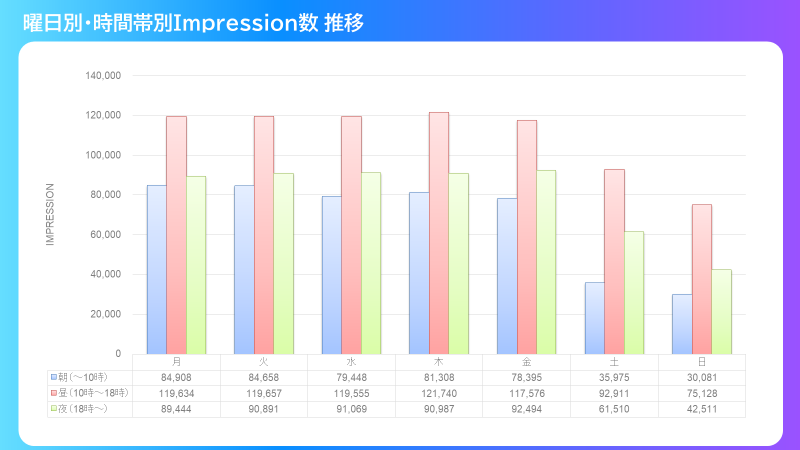 曜日別・時間帯別Impression数 推移
140,000
120,000
100,000
80,000
60,000
40,000
20,000
0
IMPRESSION
月 火 水 木 金 土 日
朝（～10時） 84,908 84,658 79,448 81,308 78,395 35,975 30,081
昼（10時～18時） 119,634 119,657 119,555 121,740 117,576 92,911 75,128
夜（18時～） 89,444 90,891 91,069 90,987 92,494 61,510 42,511